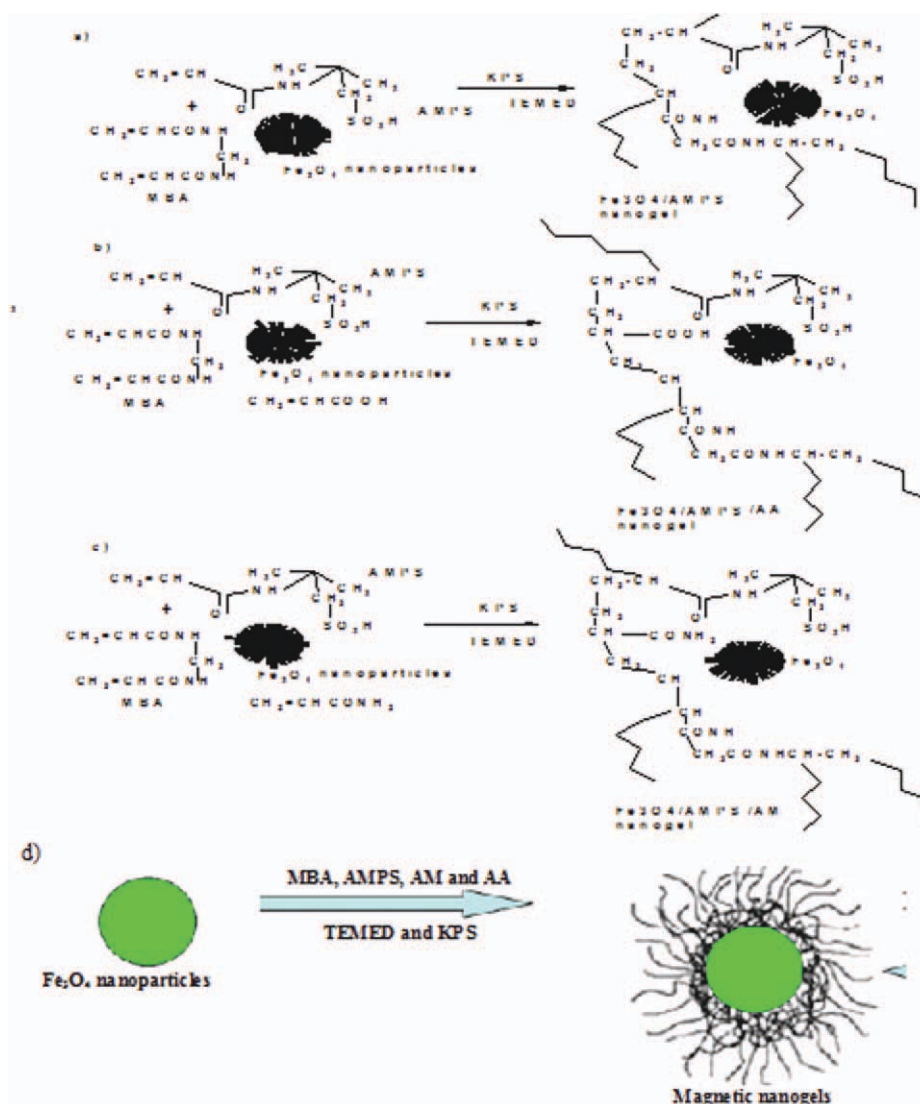 a)
CH₂=CH
H₃C
CH₃
CH₂-CH
H₃C
CH₃
NH
O
CH₂
SO₃H
AMPS
KPS
TEMED
+
CH₂=CHCONH
CH₂
CH₂=CHCONH
MBA
Fe₃O₄ nanoparticles
CH₂
CH₂
CH
CONH
CH₂CONHCH-CH₂
O
NH
CH₂
SO₃H
Fe₃O₄
Fe3O4/AMPS
nanogel
b)
CH₂=CH
H₃C
AMPS
CH₃
NH
O
CH₂
SO₃H
+
CH₂=CHCONH
CH₂
CH₂=CHCONH
MBA
Fe₃O₄ nanoparticles
CH₂=CHCOOH
KPS
TEMED
CH₂-CH
H₃C
CH₃
NH
O
CH₂
SO₃H
CH₂
CH
COOH
Fe₃O₄
CH₂
CH
CH
CONH
CH₂CONHCH-CH₂
Fe3O4/AMPS/AA
nanogel
c)
CH₂=CH
H₃C
AMPS
CH₃
NH
O
CH₂
SO₃H
+
CH₂=CHCONH
CH₂
CH₂=CHCONH
MBA
Fe₃O₄ nanoparticles
CH₂=CHCONH₂
KPS
TEMED
CH₂-CH
H₃C
CH₃
NH
O
CH₂
SO₃H
CH₂
CH
CONH₂
Fe₃O₄
CH₂
CH
CH
CONH
CH₂CONHCH-CH₂
Fe3O4/AMPS/AM
nanogel
d)
MBA, AMPS, AM and AA
TEMED and KPS
Fe₃O₄ nanoparticles
Magnetic nanogels